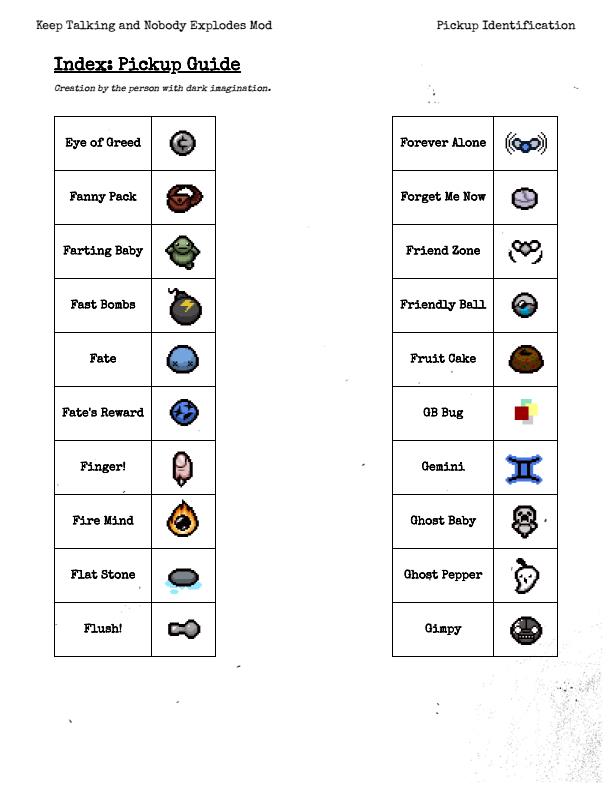 Keep Talking and Nobody Explodes Mod
Pickup Identification
Index: Pickup Guide
Creation by the person with dark imagination.
Eye of Greed
Fanny Pack
Farting Baby
Fast Bombs
Fate
Fate's Reward
Finger!
Fire Mind
Flat Stone
Flush!
Forever Alone
Forget Me Now
Friend Zone
Friendly Ball
Fruit Cake
GB Bug
Gemini
Ghost Baby
Ghost Pepper
Gimpy